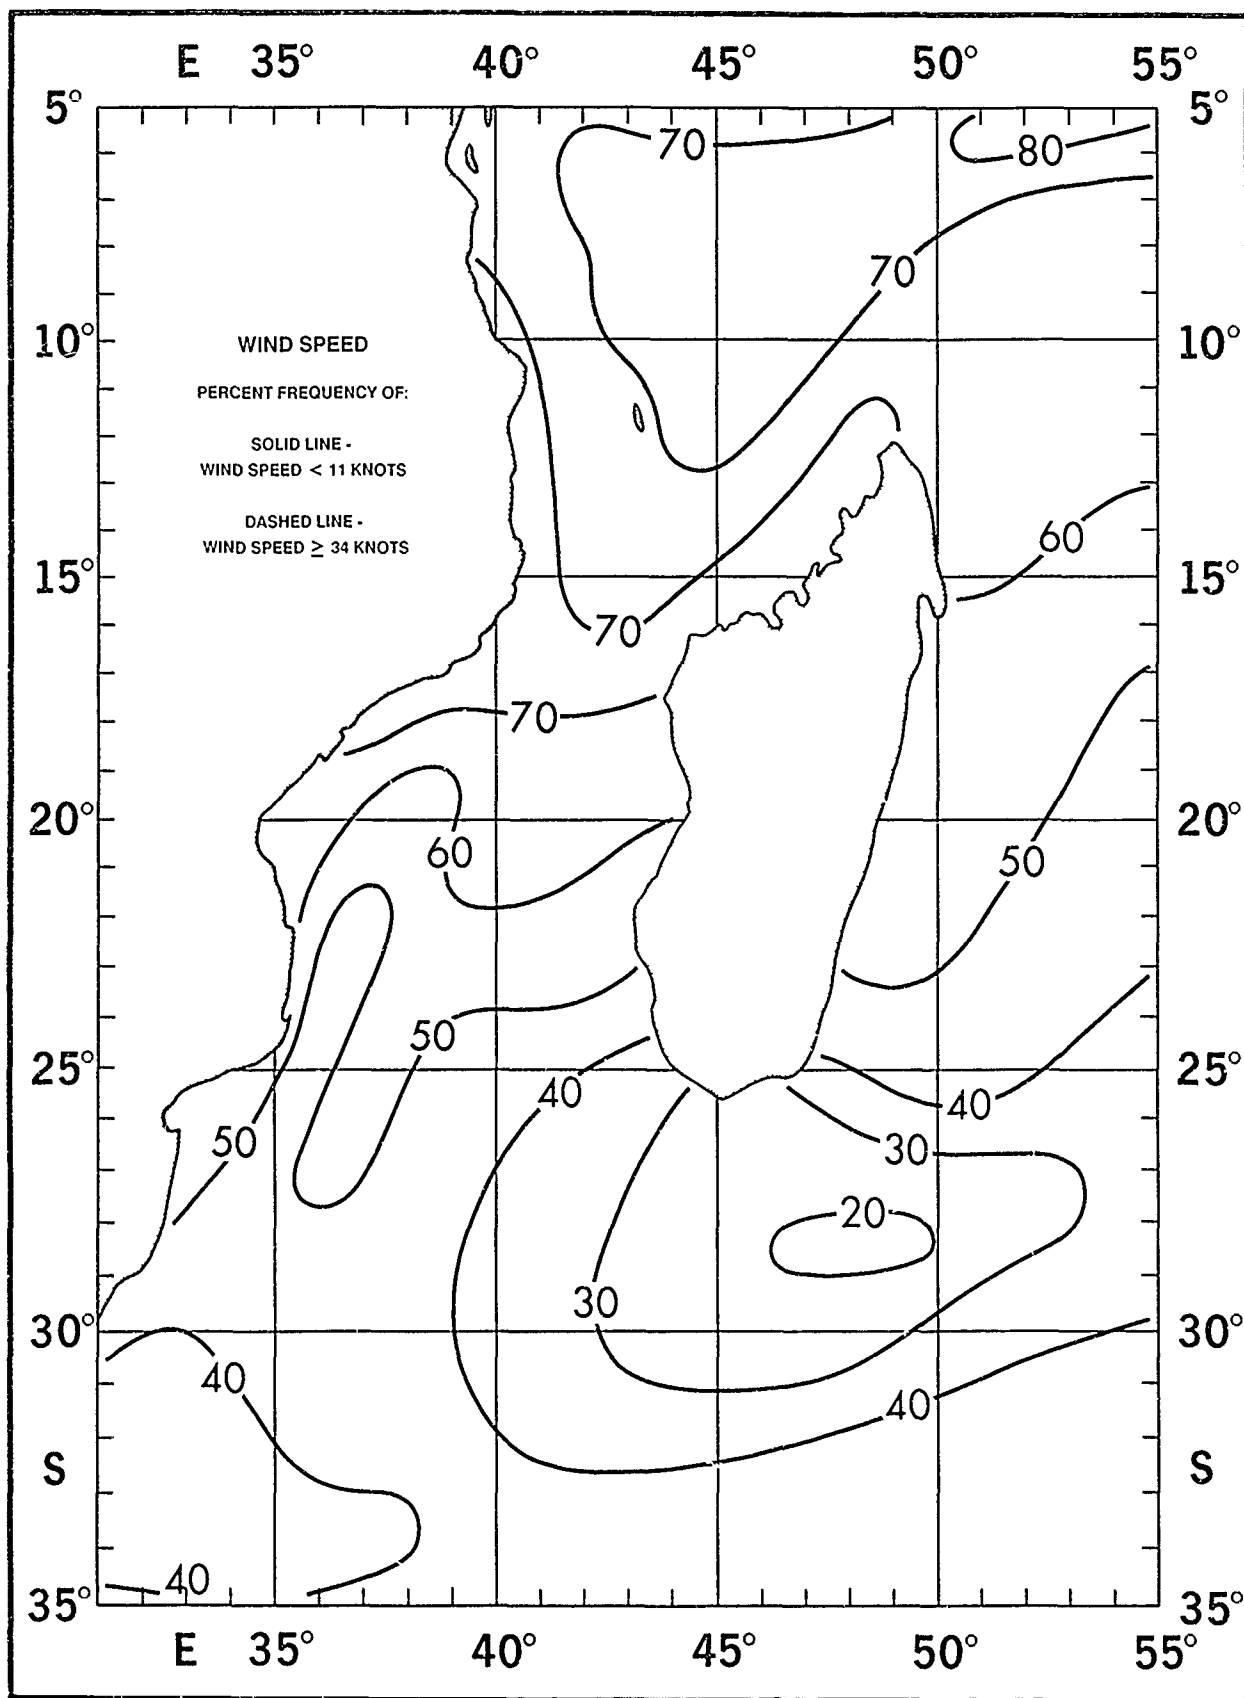 E 35° 40° 45° 50° 55°
5° 5°
70 80
70
10° 10°
WIND SPEED
PERCENT FREQUENCY OF:
SOLID LINE -
WIND SPEED < 11 KNOTS
DASHED LINE -
WIND SPEED ≥ 34 KNOTS
60
15° 15°
70
70
20° 20°
60 50
50
25° 25°
40 40
50 30
20
30
30° 30°
40 40
S S
40
35° 35°
E 35° 40° 45° 50° 55°